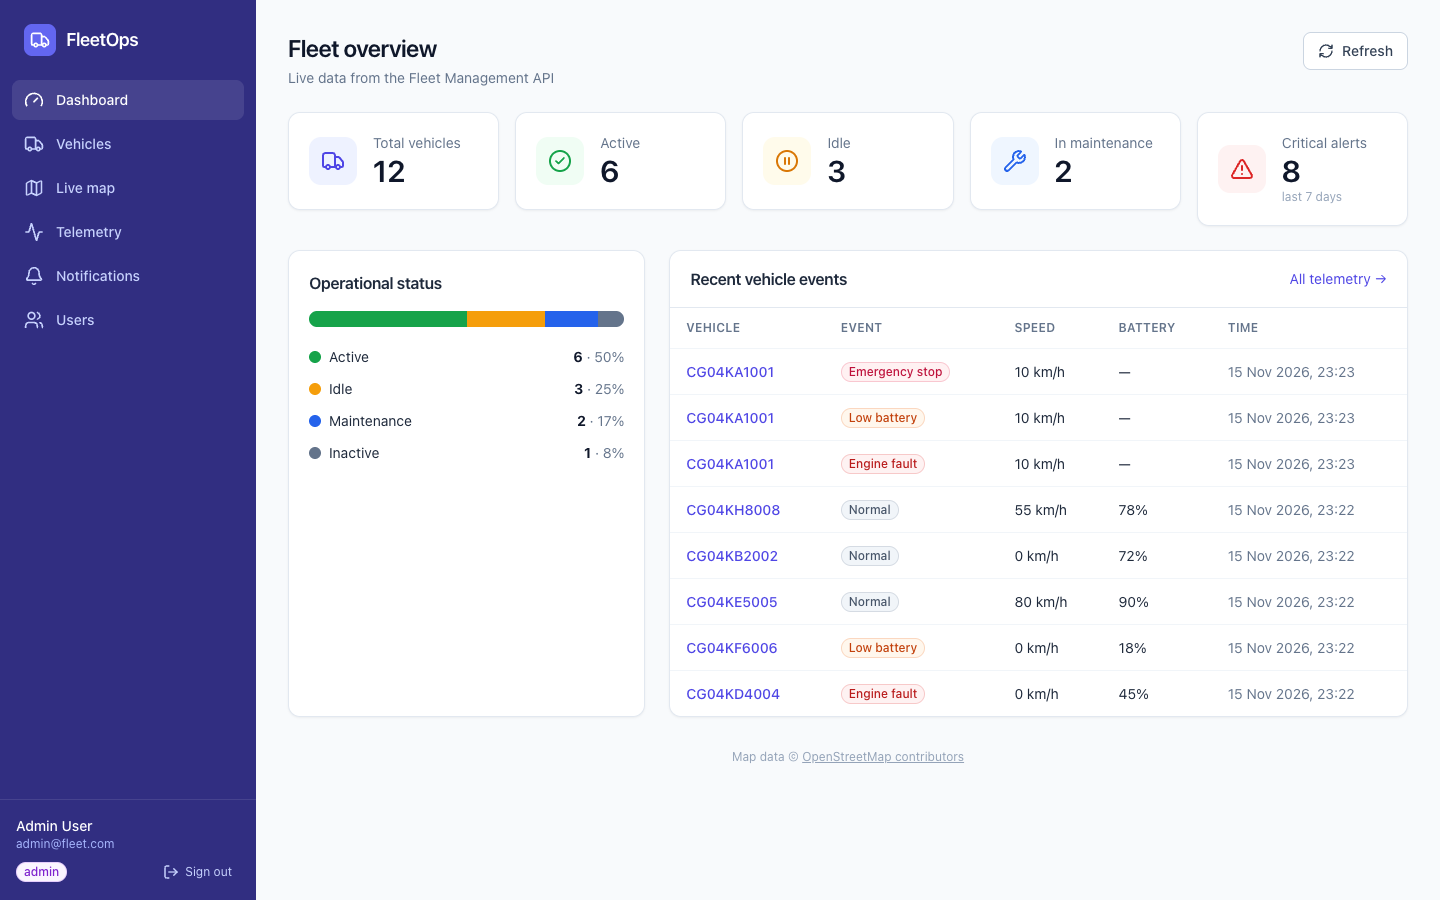 FleetOps
Dashboard
Vehicles
Live map
Telemetry
Notifications
Users
Admin User
admin@fleet.com
admin
Sign out
Fleet overview
Live data from the Fleet Management API
Refresh
Total vehicles
12
Active
6
Idle
3
In maintenance
2
Critical alerts
8
last 7 days
Operational status
Active 6 · 50%
Idle 3 · 25%
Maintenance 2 · 17%
Inactive 1 · 8%
Recent vehicle events All telemetry →
VEHICLE EVENT SPEED BATTERY TIME
CG04KA1001 Emergency stop 10 km/h — 15 Nov 2026, 23:23
CG04KA1001 Low battery 10 km/h — 15 Nov 2026, 23:23
CG04KA1001 Engine fault 10 km/h — 15 Nov 2026, 23:23
CG04KH8008 Normal 55 km/h 78% 15 Nov 2026, 23:22
CG04KB2002 Normal 0 km/h 72% 15 Nov 2026, 23:22
CG04KE5005 Normal 80 km/h 90% 15 Nov 2026, 23:22
CG04KF6006 Low battery 0 km/h 18% 15 Nov 2026, 23:22
CG04KD4004 Engine fault 0 km/h 45% 15 Nov 2026, 23:22
Map data © OpenStreetMap contributors